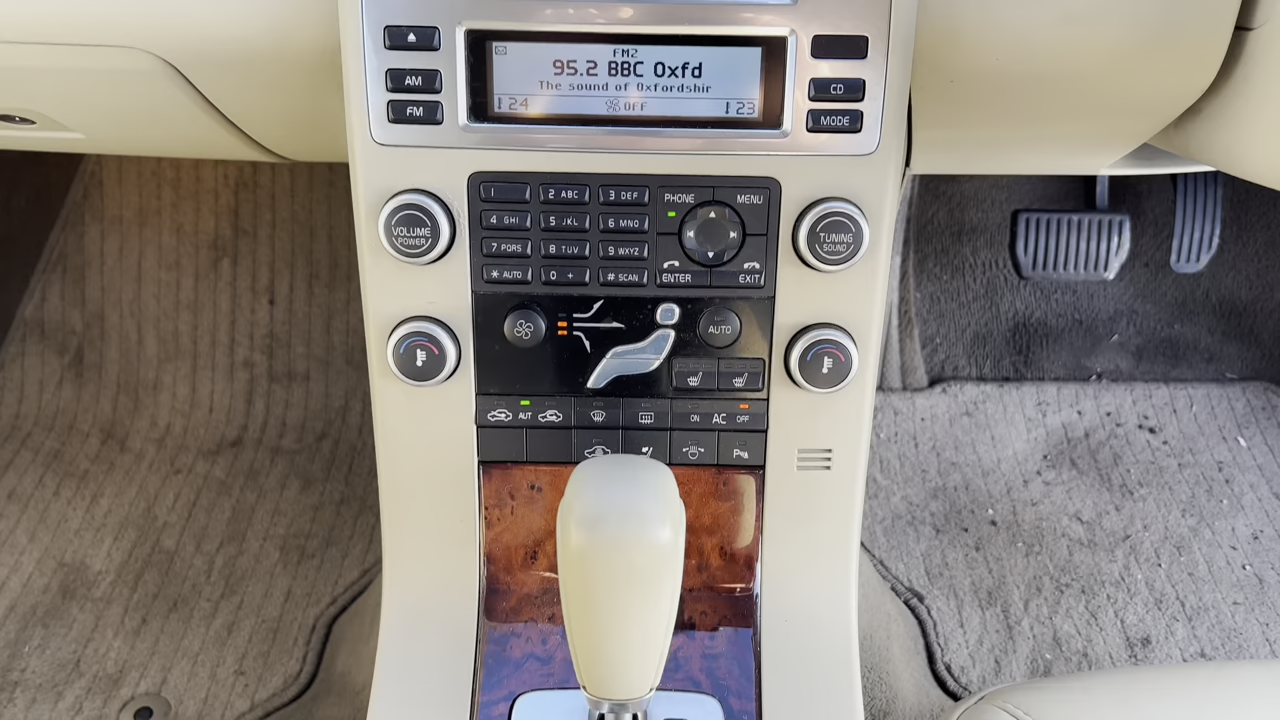 FM2
95.2 BBC Oxfd
The sound of Oxfordshir
24 OFF 23
AM
FM
CD
MODE
1 2 ABC 3 DEF
4 GHI 5 JKL 6 MNO
7 PQRS 8 TUV 9 WXYZ
* AUTO 0 + # SCAN
PHONE MENU
ENTER EXIT
VOLUME
POWER
TUNING
SOUND
AUTO
AUT
ON AC OFF